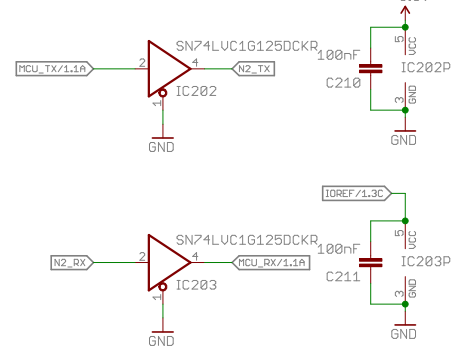 SN74LVC1G125DCKR
MCU_TX/1.1A
2
4
N2_TX
IC202
1
GND
100nF
C210
5
VCC
IC202P
3
GND
GND
IOREF/1.3C
SN74LVC1G125DCKR
N2_RX
2
4
MCU_RX/1.1A
IC203
1
GND
100nF
C211
5
VCC
IC203P
3
GND
GND